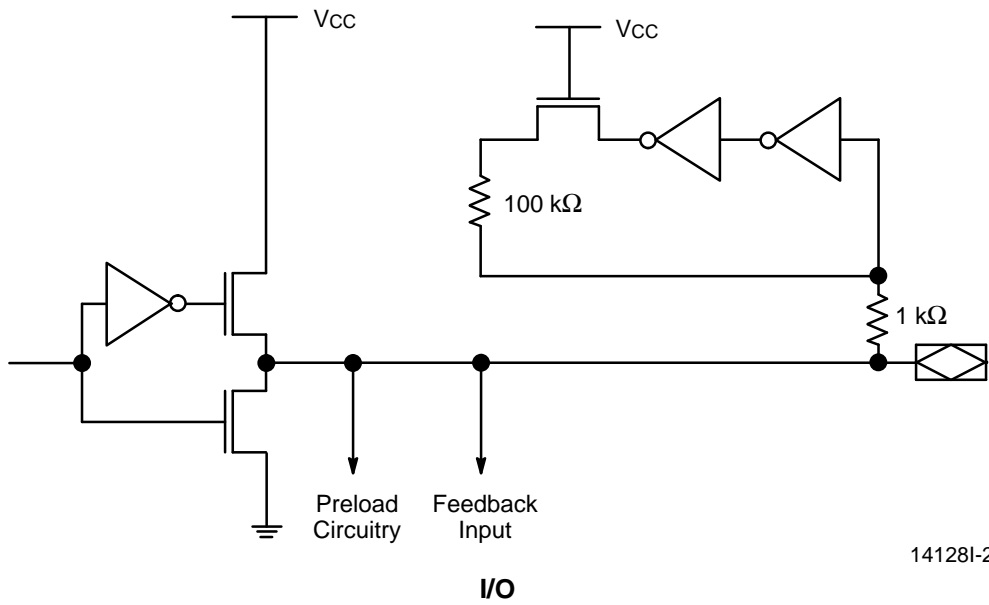 VCC
VCC
100 kΩ
1 kΩ
Preload
Circuitry
Feedback
Input
14128I-2
I/O